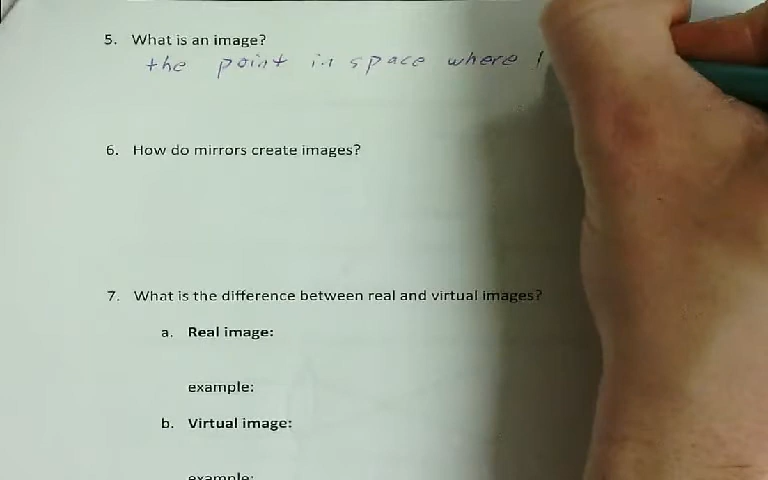 5. What is an image?
the point in space where
6. How do mirrors create images?
7. What is the difference between real and virtual images?
a. Real image:
example:
b. Virtual image:
example: